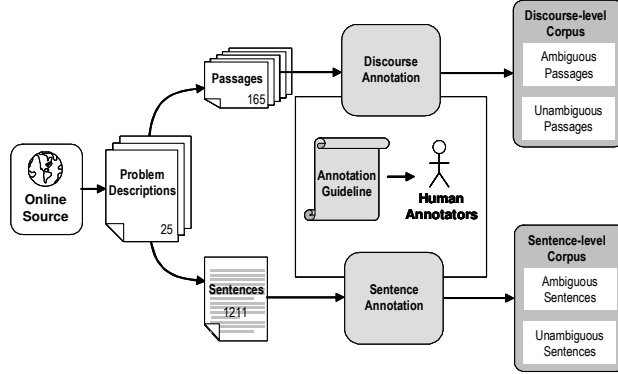 Online
Source
Problem
Descriptions
25
Passages
165
Sentences
1211
Discourse
Annotation
Annotation
Guideline
Human
Annotators
Sentence
Annotation
Discourse-level
Corpus
Ambiguous
Passages
Unambiguous
Passages
Sentence-level
Corpus
Ambiguous
Sentences
Unambiguous
Sentences